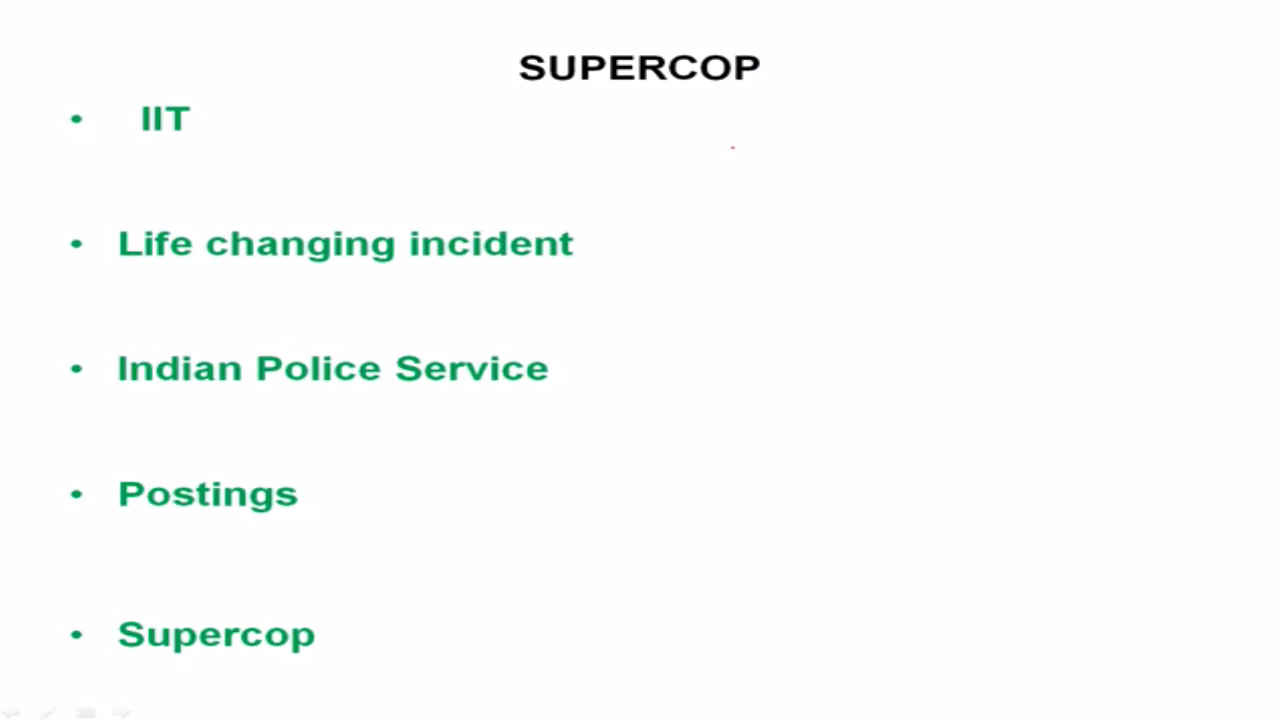 SUPERCOP
• IIT
• Life changing incident
• Indian Police Service
• Postings
• Supercop